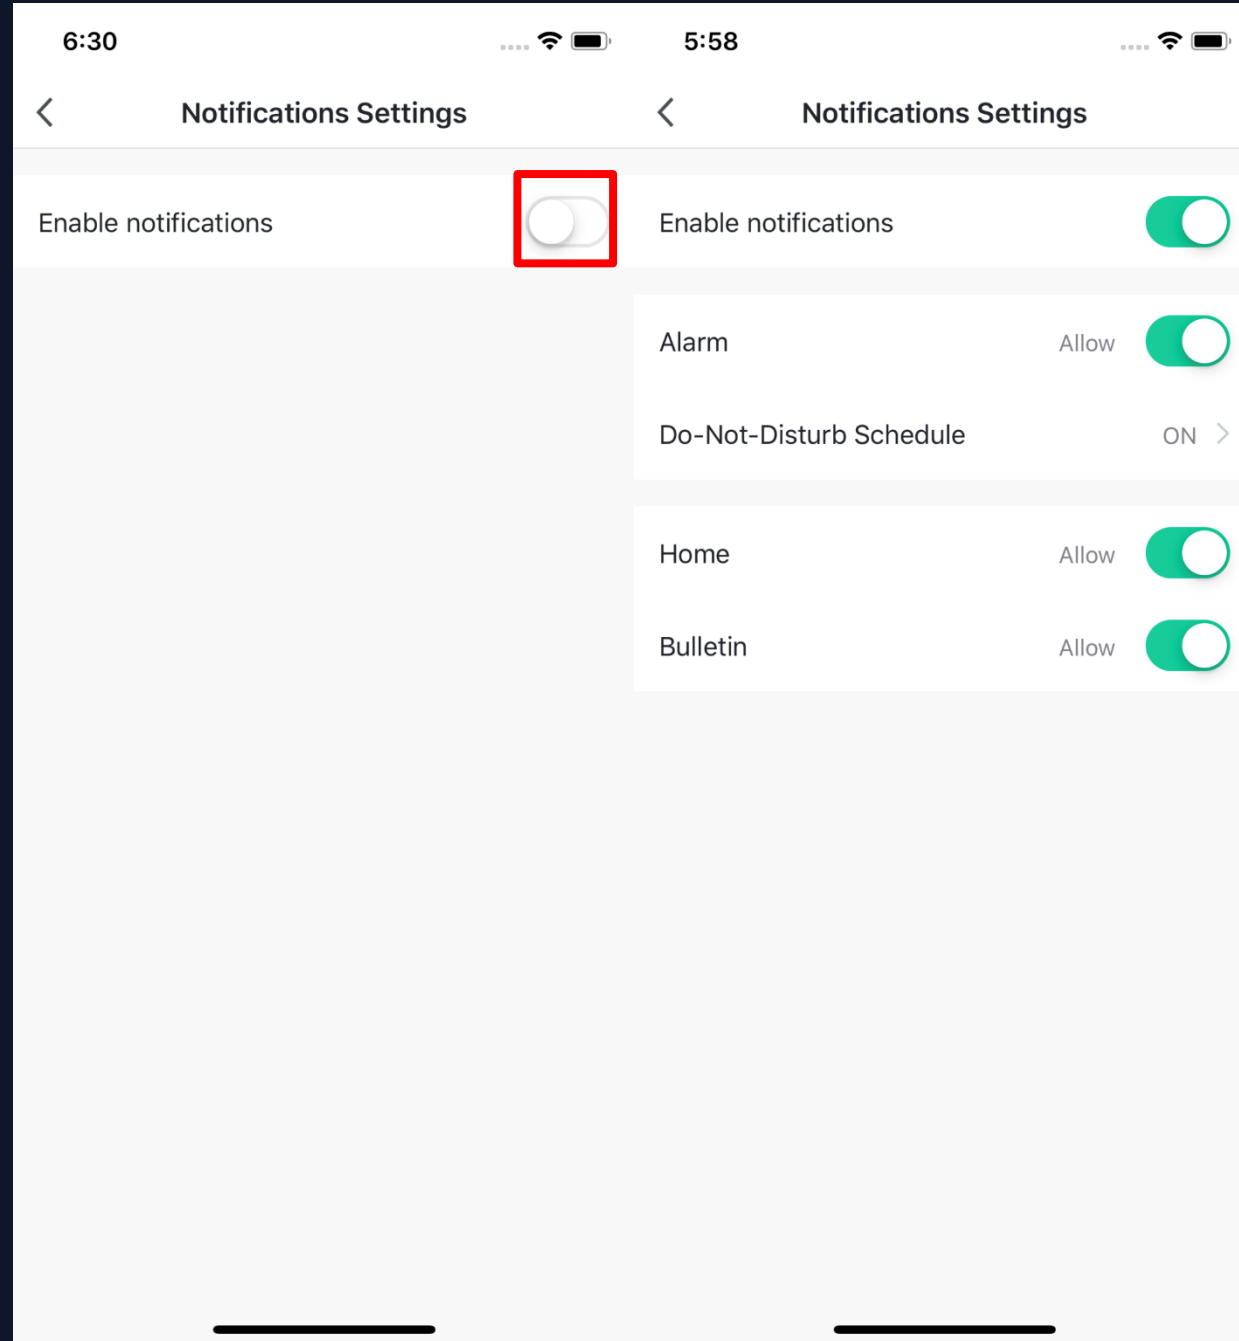 6:30
Notifications Settings
Enable notifications
5:58
Notifications Settings
Enable notifications
Alarm Allow
Do-Not-Disturb Schedule ON
Home Allow
Bulletin Allow